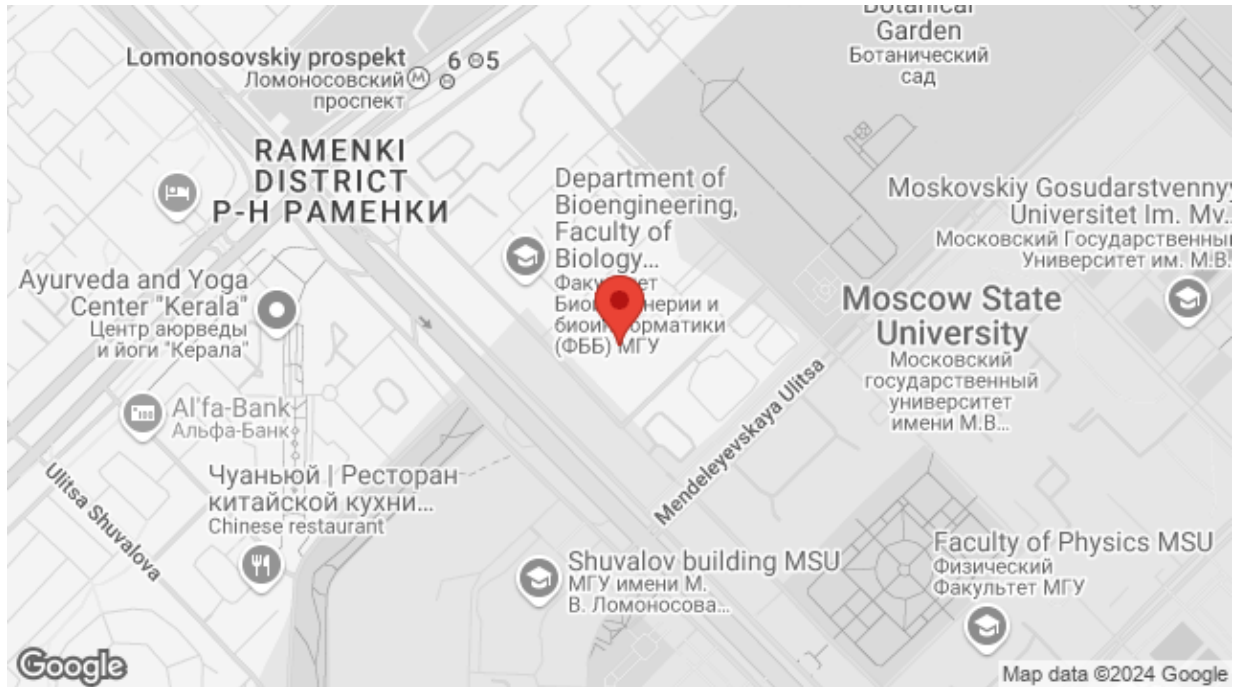 Botanical
Garden
Ботанический
сад
Lomonosovskiy prospekt
Ломоносовский
проспект
6
5
RAMENKI
DISTRICT
Р-Н РАМЕНКИ
Department of
Bioengineering,
Faculty of
Biology...
биои
(ФББ) МГУ
Moskovskiy Gosudarstvennyy
Universitet Im. Mv...
Московский Государственный
Университет им. М.В.
Ayurveda and Yoga
Center "Kerala"
Центр аюрведы
и йоги "Керала"
Moscow State
University
Московский
государственный
университет
имени М.В...
Al'fa-Bank
Альфа-Банк
Ulitsa Shuvalova
Mendeleyevskaya Ulitsa
Чуаньюй | Ресторан
китайской кухни...
Chinese restaurant
Shuvalov building MSU
МГУ имени М.
В. Ломоносова...
Faculty of Physics MSU
Физический
Факультет МГУ
Google
Map data ©2024 Google